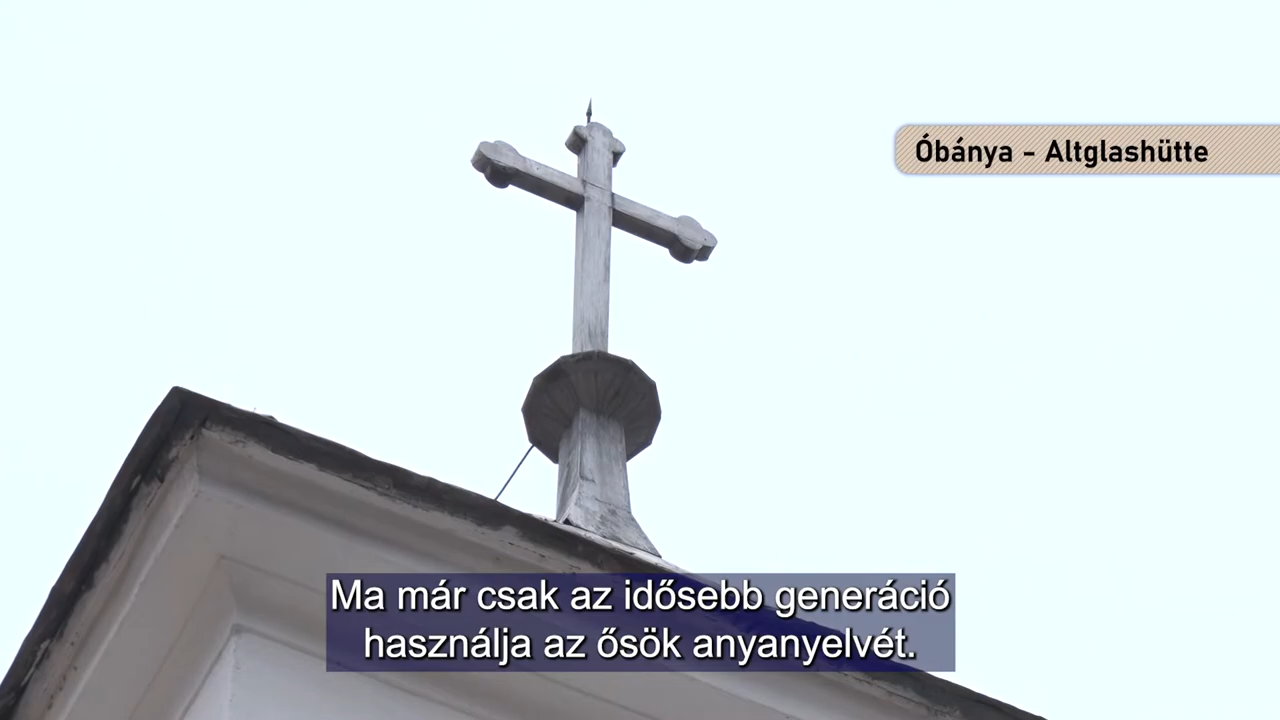 Óbánya - Altglashütte
Ma már csak az idősebb generáció
használja az ősök anyanyelvét.